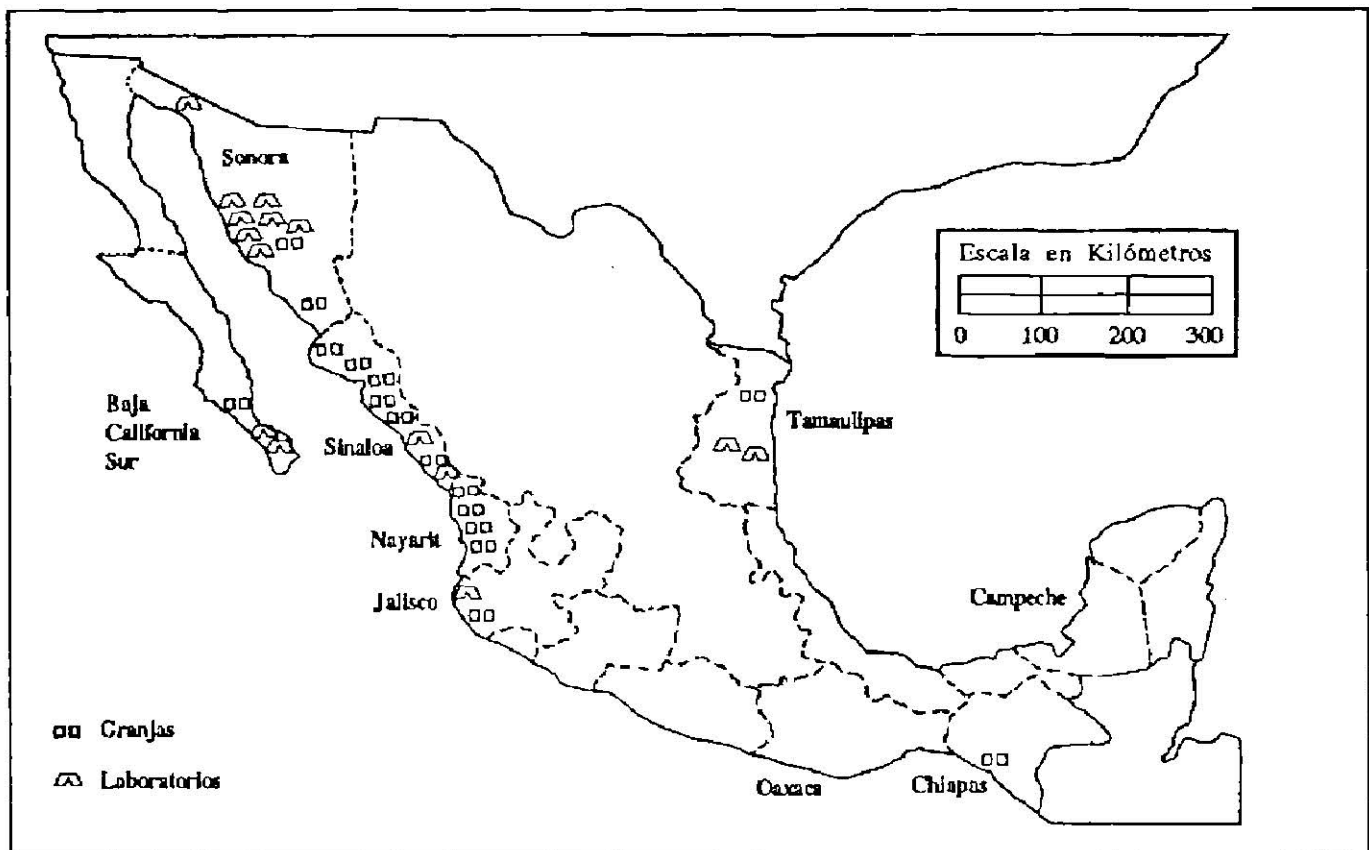 Sonora
Escala en Kilómetros
0 100 200 300
Baja
California
Sur
Tamaulipas
Sinaloa
Nayarit
Campeche
Jalisco
Granjas
Laboratorios
Oaxaca
Chiapas